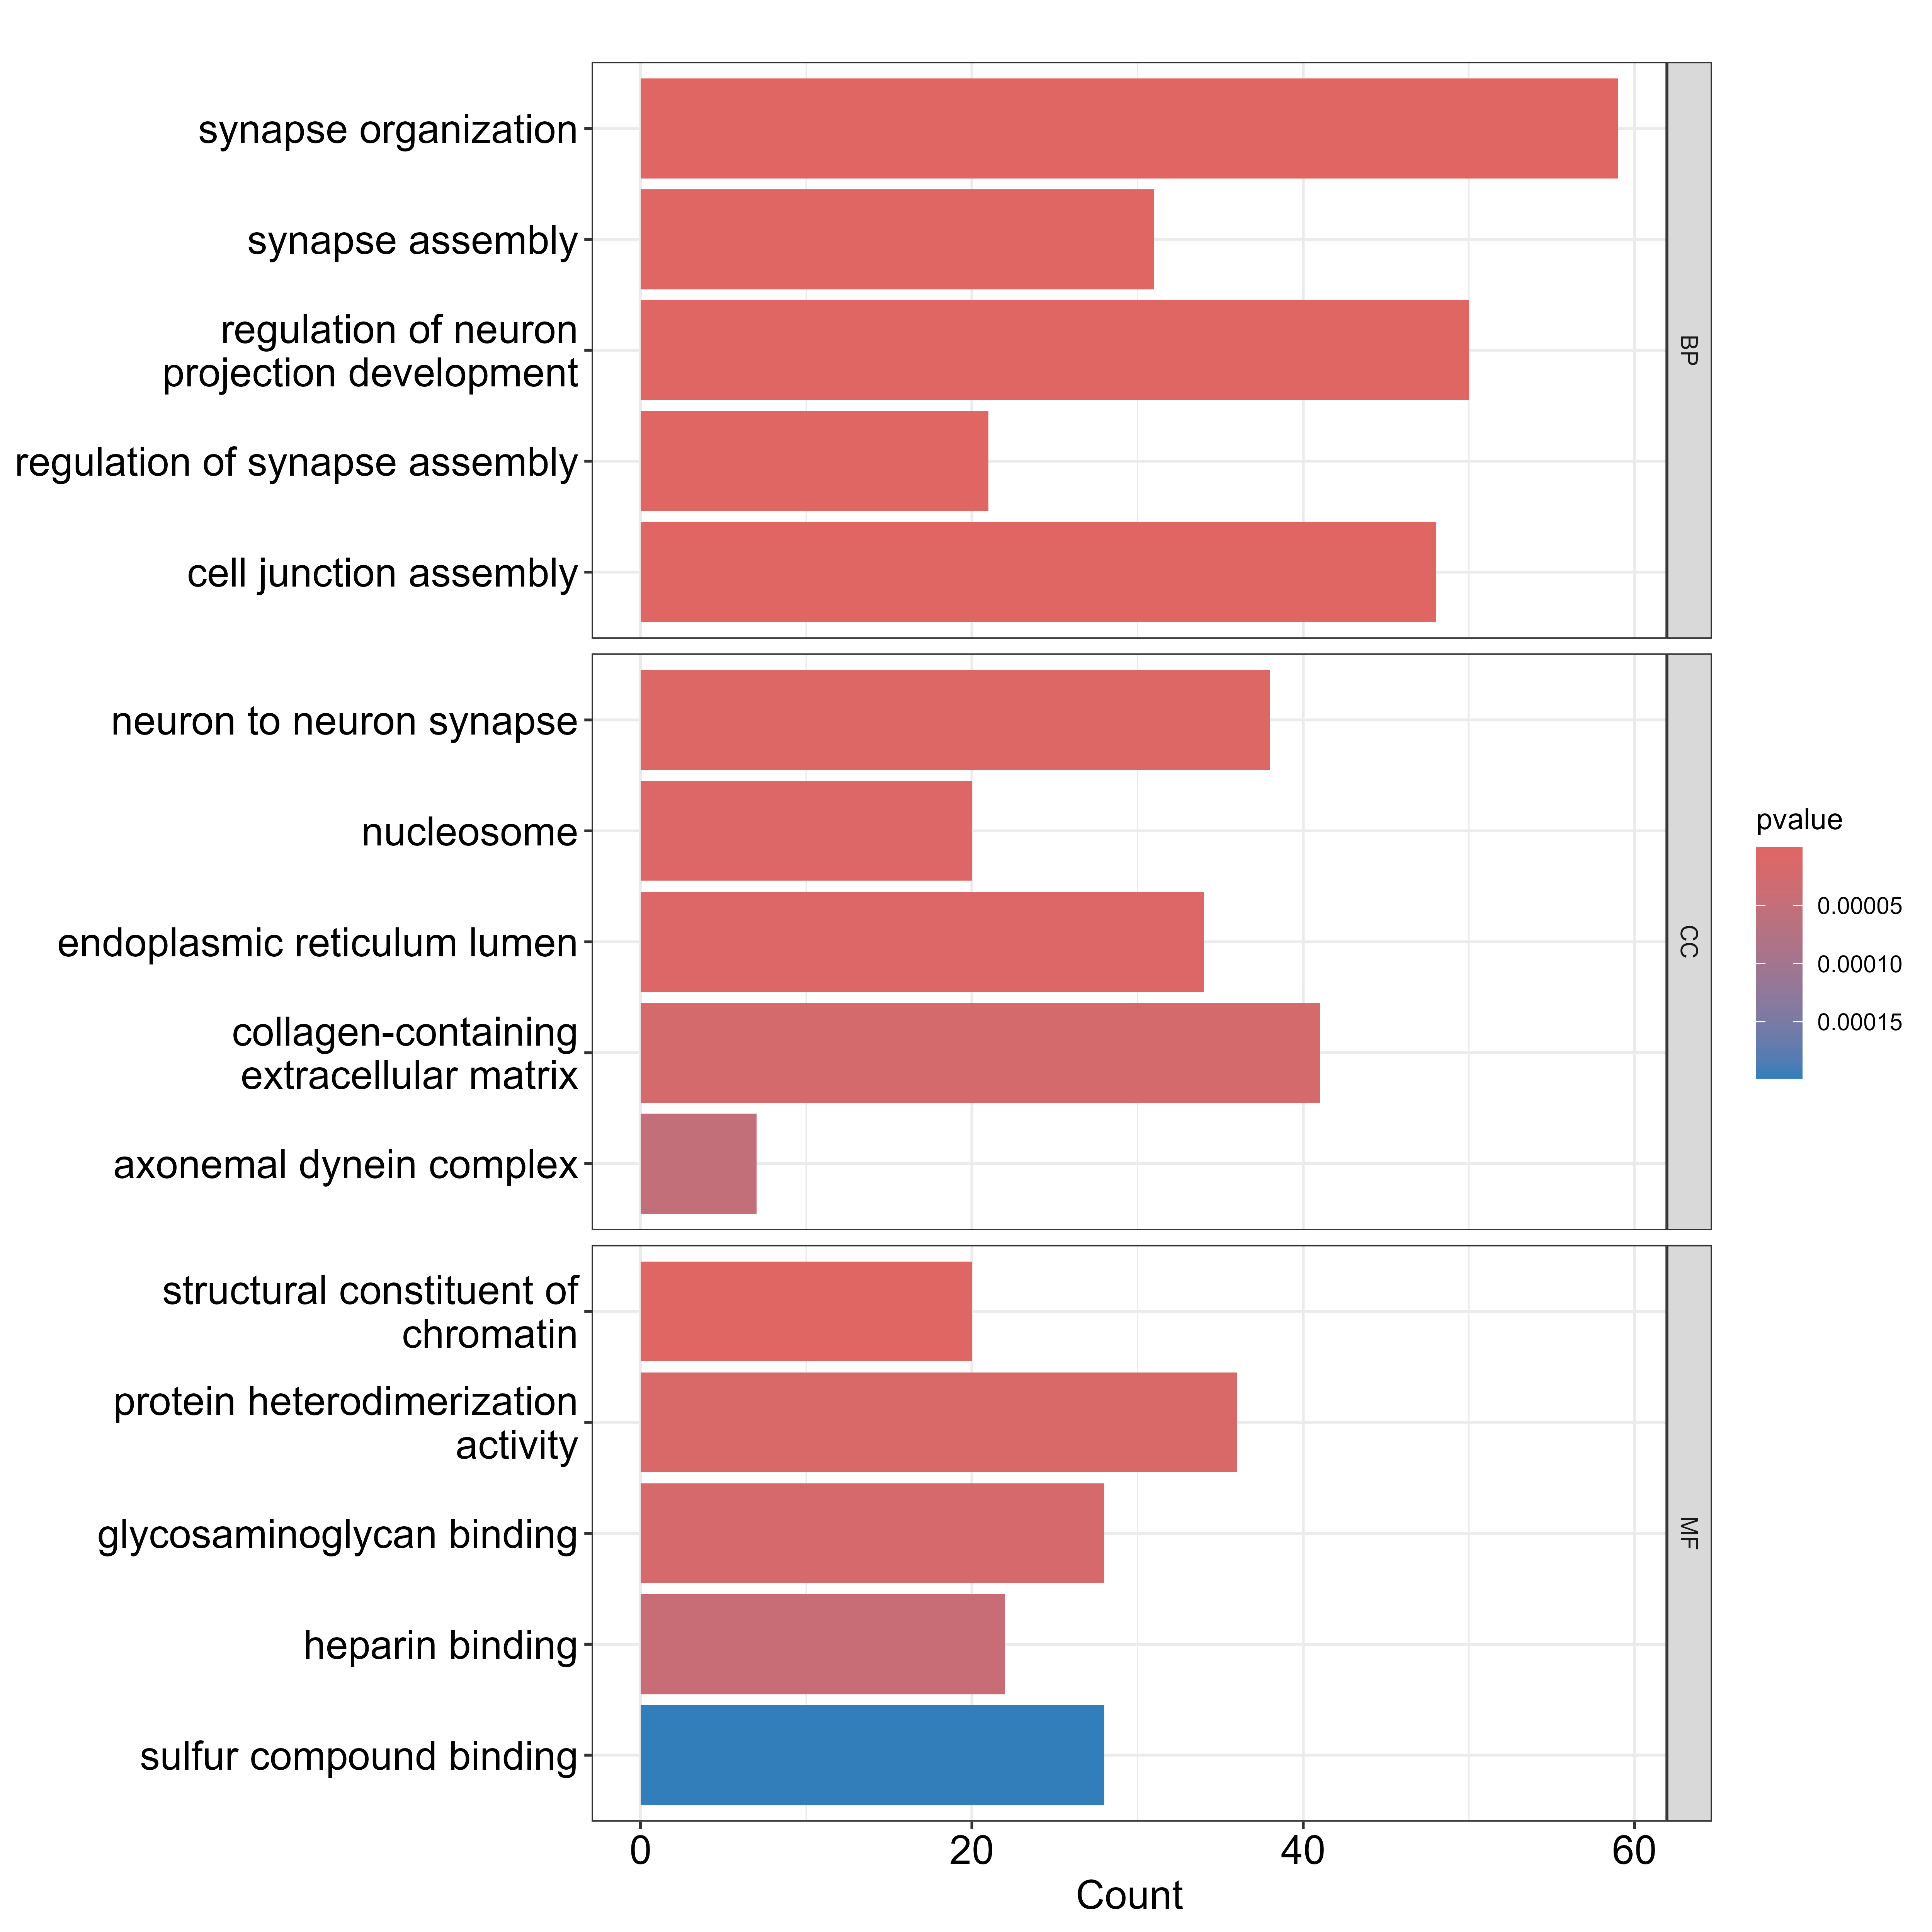 synapse organization
synapse assembly
regulation of neuron
projection development
regulation of synapse assembly
cell junction assembly
BP
neuron to neuron synapse
nucleosome
endoplasmic reticulum lumen
collagen-containing
extracellular matrix
axonemal dynein complex
CC
structural constituent of
chromatin
protein heterodimerization
activity
glycosaminoglycan binding
heparin binding
sulfur compound binding
MF
0 20 40 60
Count
pvalue
0.00005
0.00010
0.00015